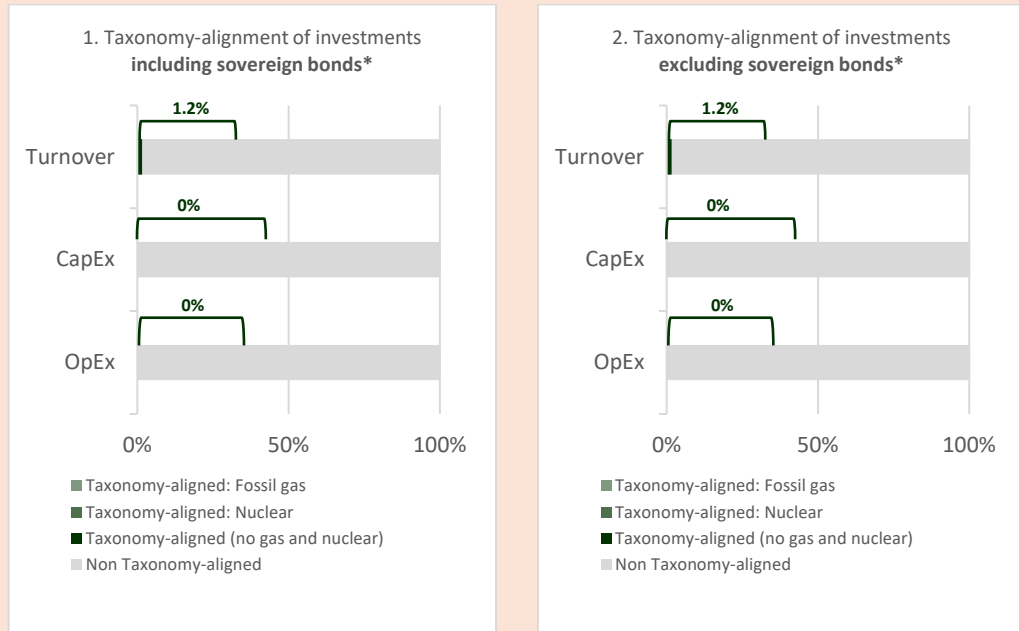 1. Taxonomy-alignment of investments
including sovereign bonds*
1.2%
Turnover
0%
CapEx
0%
OpEx
0% 50% 100%
Taxonomy-aligned: Fossil gas
Taxonomy-aligned: Nuclear
Taxonomy-aligned (no gas and nuclear)
Non Taxonomy-aligned
2. Taxonomy-alignment of investments
excluding sovereign bonds*
1.2%
Turnover
0%
CapEx
0%
OpEx
0% 50% 100%
Taxonomy-aligned: Fossil gas
Taxonomy-aligned: Nuclear
Taxonomy-aligned (no gas and nuclear)
Non Taxonomy-aligned